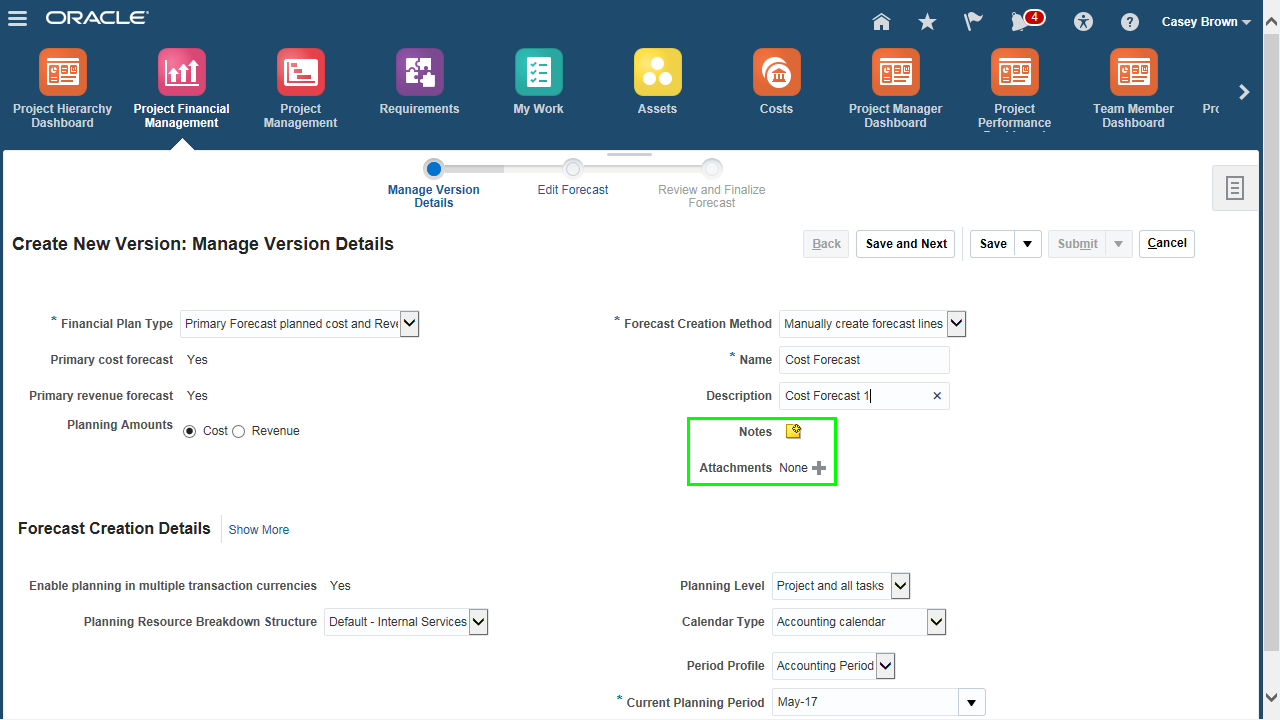 ORACLE
4
Casey Brown
Project Hierarchy
Dashboard
Project Financial
Management
Project
Management
Requirements
My Work
Assets
Costs
Project Manager
Dashboard
Project
Performance
Team Member
Dashboard
Manage Version
Details
Edit Forecast
Review and Finalize
Forecast
Create New Version: Manage Version Details
Back
Save and Next
Save
Submit
Cancel
* Financial Plan Type Primary Forecast planned cost and Reve
Primary cost forecast Yes
Primary revenue forecast Yes
Planning Amounts Cost Revenue
* Forecast Creation Method Manually create forecast lines
* Name Cost Forecast
Description Cost Forecast 1
Notes
Attachments None
Forecast Creation Details Show More
Enable planning in multiple transaction currencies Yes
Planning Resource Breakdown Structure Default - Internal Services
Planning Level Project and all tasks
Calendar Type Accounting calendar
Period Profile Accounting Period
* Current Planning Period May-17